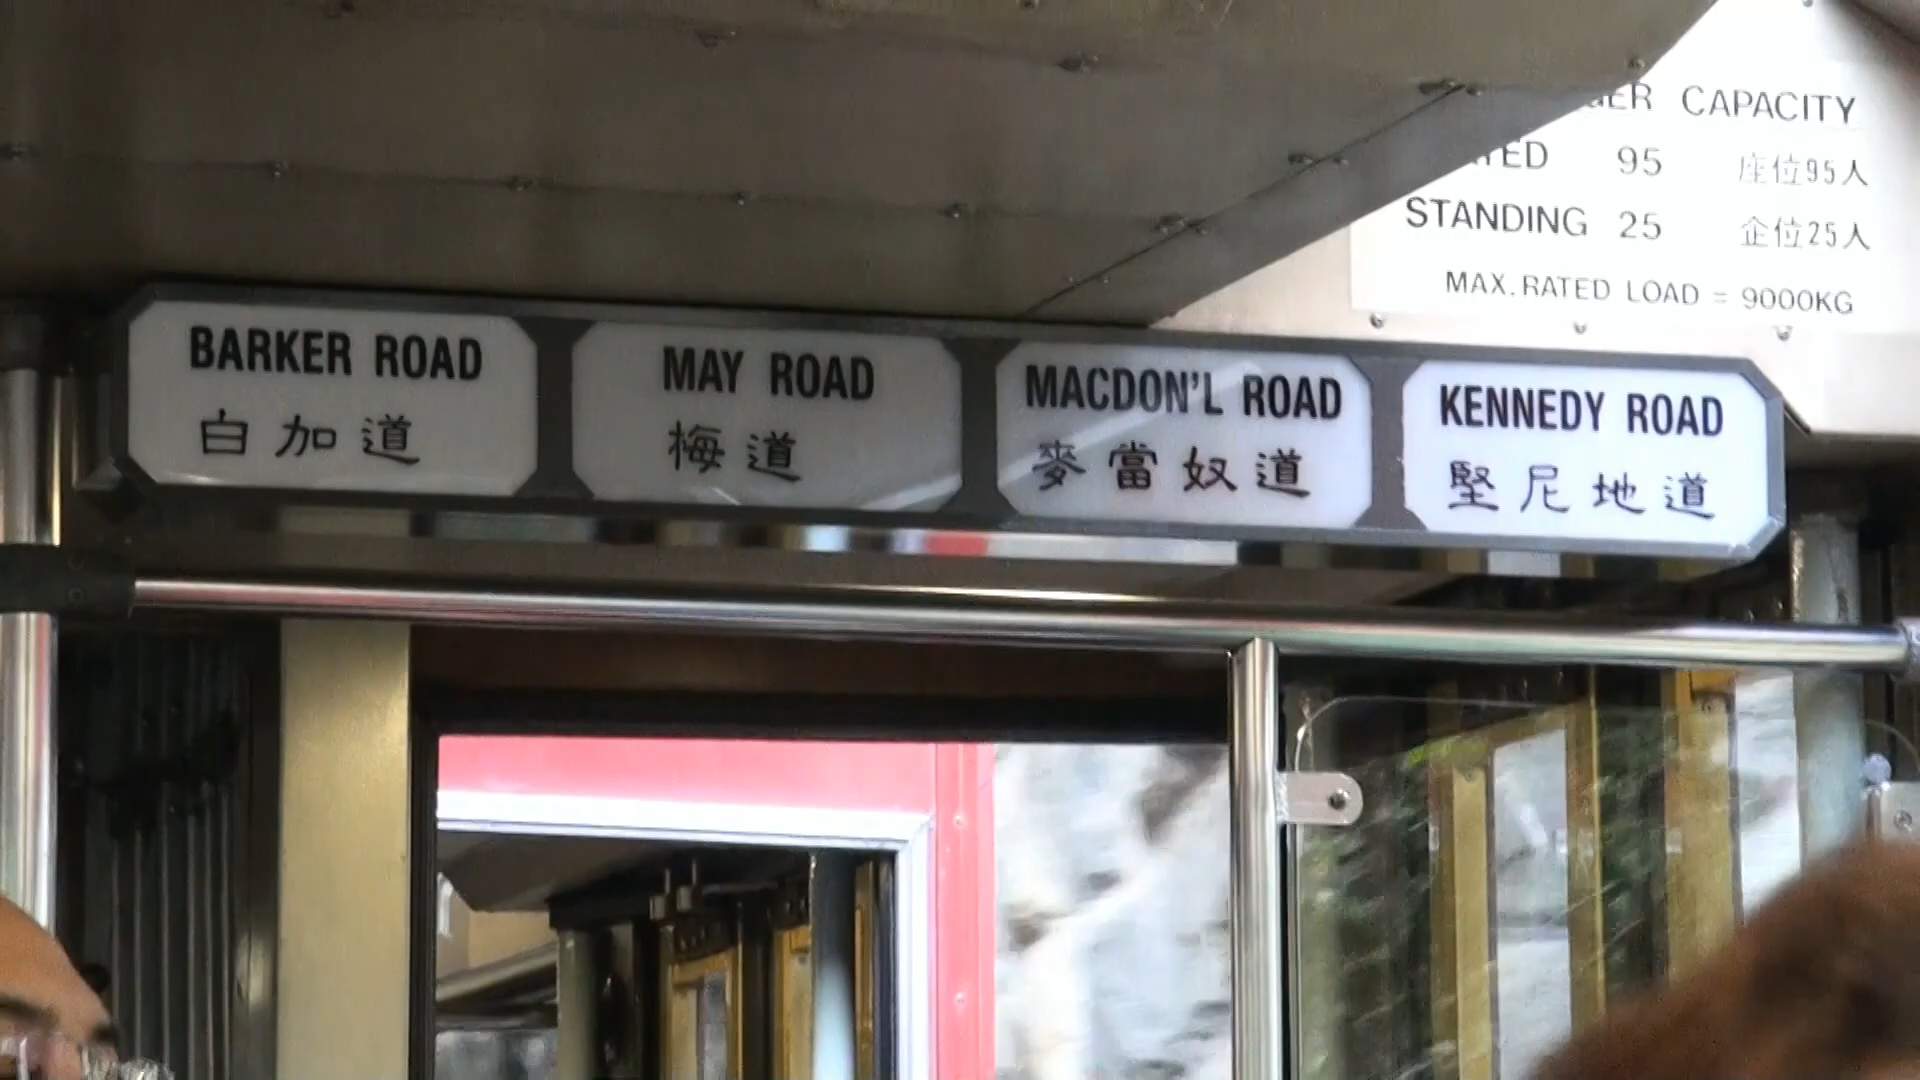 CAPACITY
95 座位95人
STANDING 25 企位25人
MAX. RATED LOAD = 9000KG
BARKER ROAD
白加道
MAY ROAD
梅道
MACDON'L ROAD
麥當奴道
KENNEDY ROAD
堅尼地道